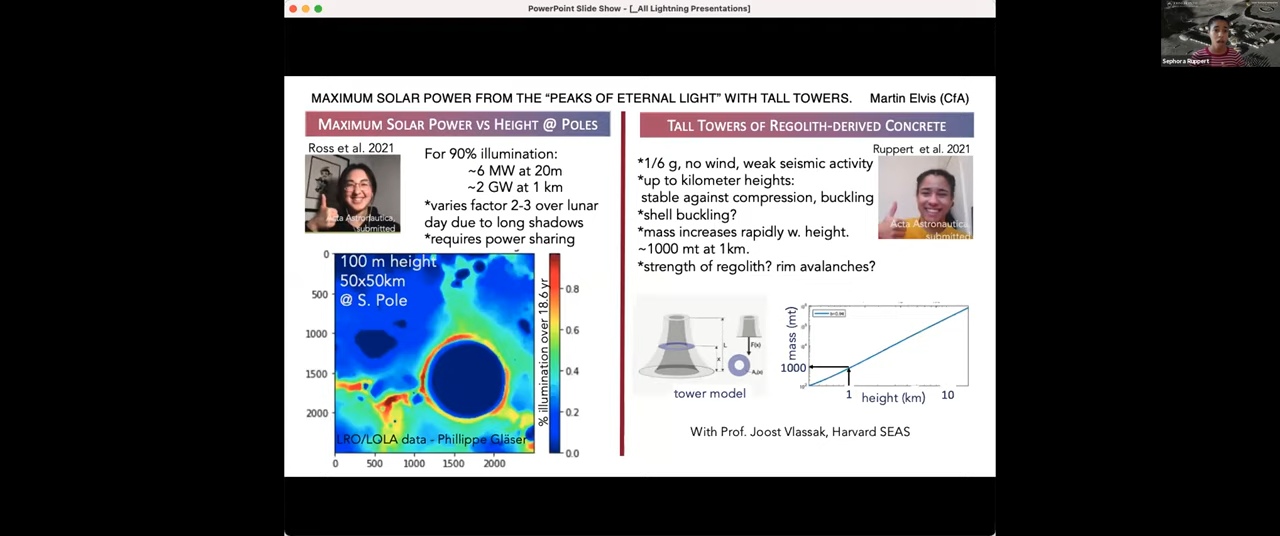 PowerPoint Slide Show - [_All Lightning Presentations]
Sephora Ruppert
MAXIMUM SOLAR POWER FROM THE "PEAKS OF ETERNAL LIGHT" WITH TALL TOWERS. Martin Elvis (CfA)
MAXIMUM SOLAR POWER VS HEIGHT @ POLES
Ross et al. 2021
Acta Astronautica,
submitted
For 90% illumination:
~6 MW at 20m
~2 GW at 1 km
*varies factor 2-3 over lunar
day due to long shadows
*requires power sharing
100 m height
50x50km
@ S. Pole
LRO/LOLA data - Phillippe Gläser
0
500
1000
1500
2000
0 500 1000 1500 2000
% illumination over 18.6 yr
0.8
0.6
0.4
0.2
0.0
TALL TOWERS OF REGOLITH-DERIVED CONCRETE
Ruppert et al. 2021
Acta Astronautica,
submitted
*1/6 g, no wind, weak seismic activity
*up to kilometer heights:
stable against compression, buckling
*shell buckling?
*mass increases rapidly w. height.
~1000 mt at 1km.
*strength of regolith? rim avalanches?
L
x
F(x)
tower model
mass (mt)
1000
1 height (km) 10
With Prof. Joost Vlassak, Harvard SEAS